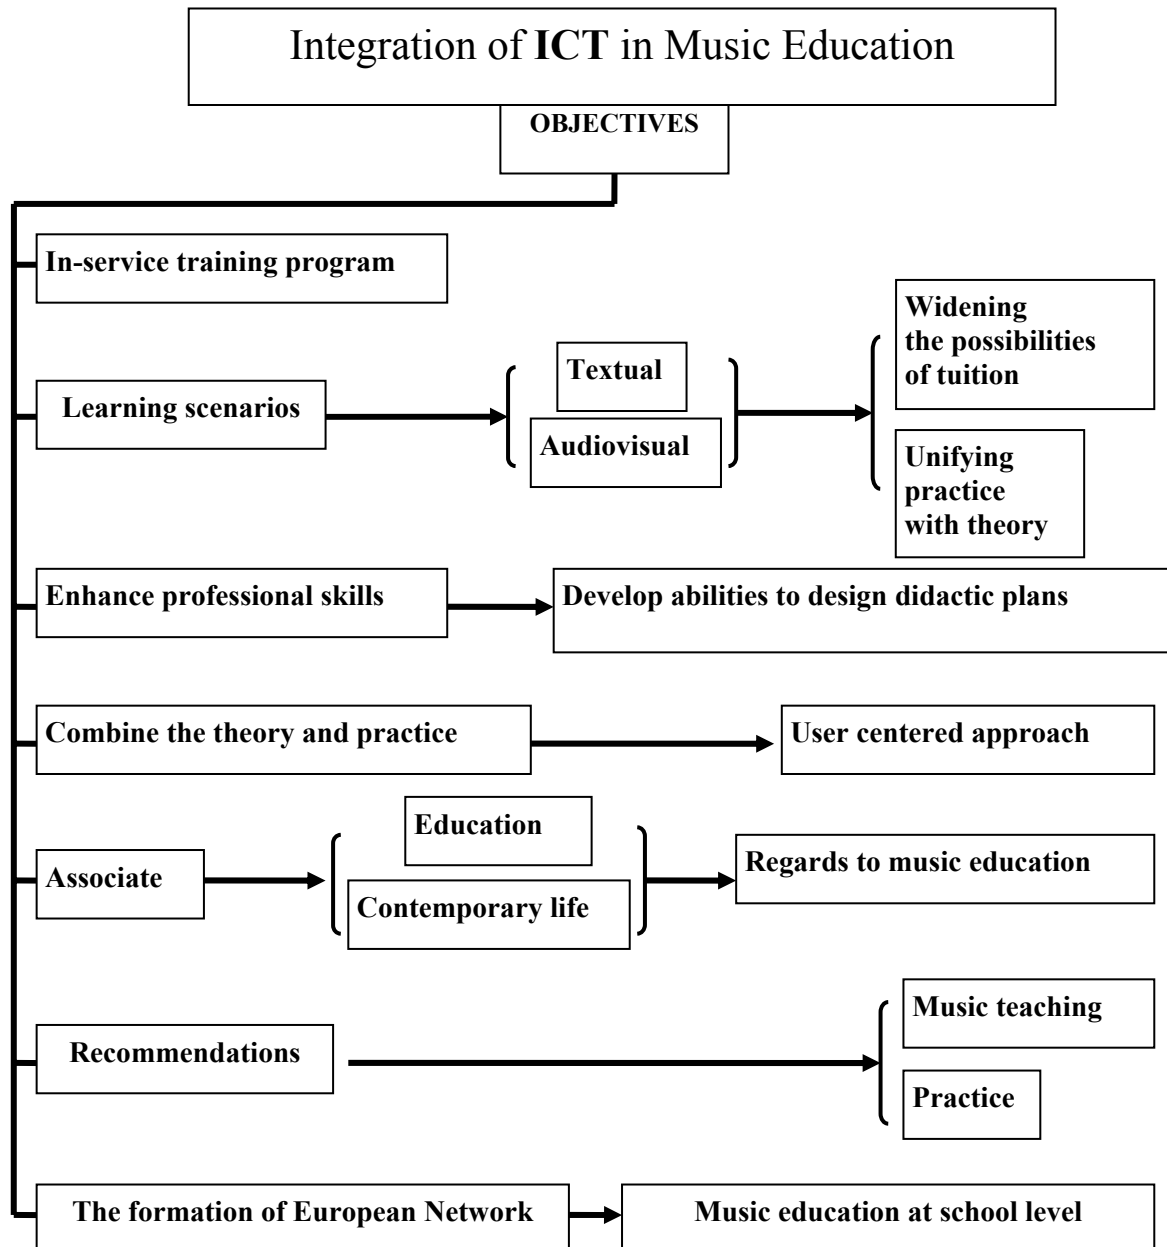 Integration of ICT in Music Education
OBJECTIVES
In-service training program
Learning scenarios
Textual
Audiovisual
Widening
the possibilities
of tuition
Unifying
practice
with theory
Enhance professional skills
Develop abilities to design didactic plans
Combine the theory and practice
User centered approach
Associate
Education
Contemporary life
Regards to music education
Recommendations
Music teaching
Practice
The formation of European Network
Music education at school level